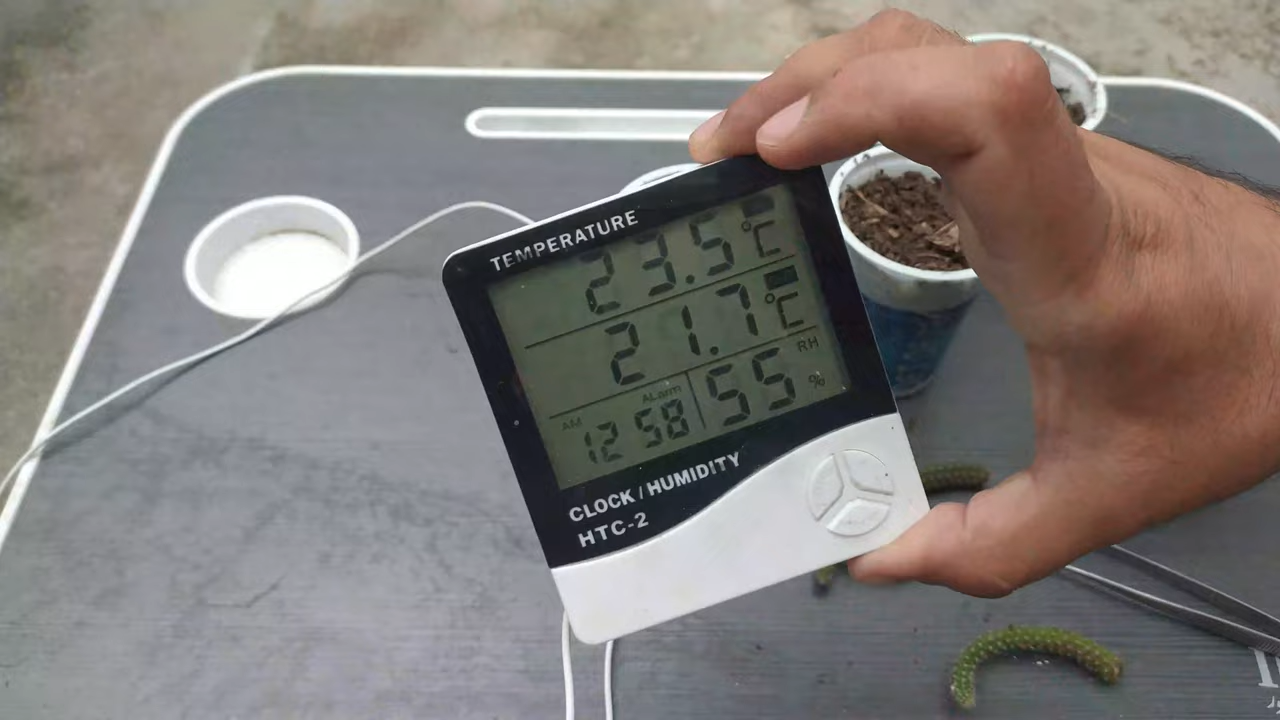 TEMPERATURE
23.5 °C
21.7 °C
ALarm RH
AM 12 58 55 %
CLOCK / HUMIDITY
HTC-2